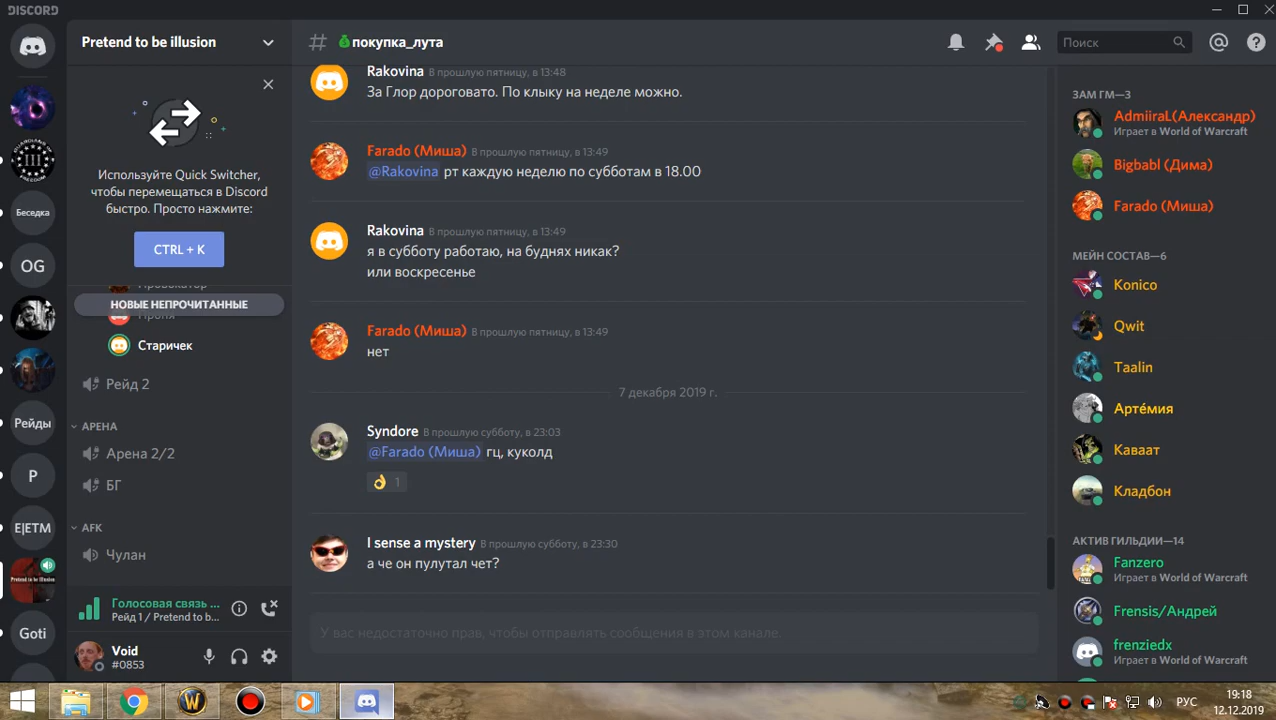 DISCORD
Pretend to be illusion
# покупка_лута
Поиск
Используйте Quick Switcher,
чтобы перемещаться в Discord
быстро. Просто нажмите:
CTRL + K
НОВЫЕ НЕПРОЧИТАННЫЕ
Старичек
Рейд 2
АРЕНА
Арена 2/2
БГ
AFK
Чулан
Голосовая связь ...
Рейд 1 / Pretend to b...
Void
#0853
III
Беседка
OG
Рейды
P
E|ETM
Pretend to be illusion
Goti
Rakovina В прошлую пятницу, в 13:48
За Глор дороговато. По клыку на неделе можно.
Farado (Миша) В прошлую пятницу, в 13:49
@Rakovina рт каждую неделю по субботам в 18.00
Rakovina В прошлую пятницу, в 13:49
я в субботу работаю, на буднях никак?
или воскресенье
Farado (Миша) В прошлую пятницу, в 13:49
нет
7 декабря 2019 г.
Syndore В прошлую субботу, в 23:03
@Farado (Миша) гц, куколд
1
I sense a mystery В прошлую субботу, в 23:30
а че он пулутал чет?
У вас недостаточно прав, чтобы отправлять сообщения в этом канале.
ЗАМ ГМ—3
AdmiiraL(Александр)
Играет в World of Warcraft
Bigbabl (Дима)
Farado (Миша)
МЕЙН СОСТАВ—6
Konico
Qwit
Taalin
Артéмия
Каваат
Кладбон
АКТИВ ГИЛЬДИИ—14
Fanzero
Играет в World of Warcraft
Frensis/Андрей
frenziedx
Играет в World of Warcraft
РУС
19:18
12.12.2019